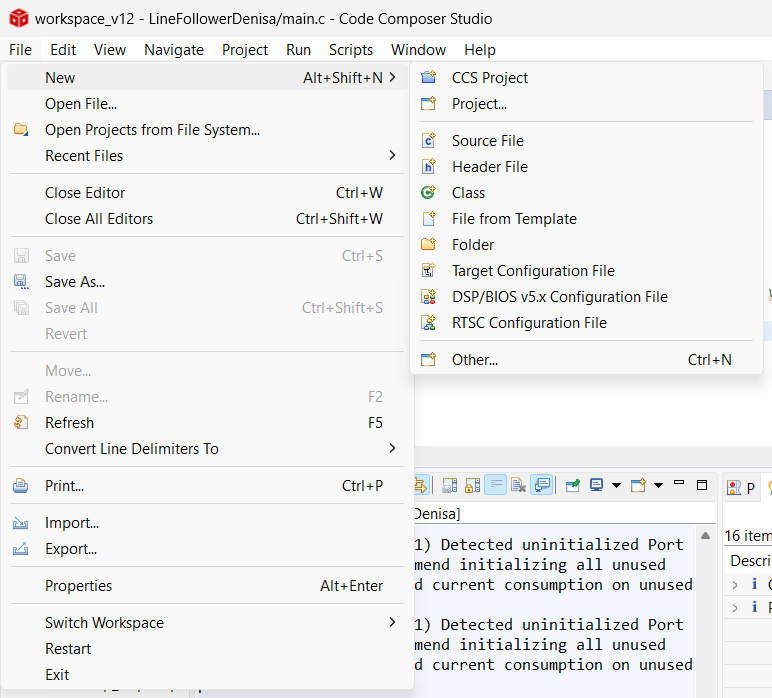 workspace_v12 - LineFollowerDenisa/main.c - Code Composer Studio
File Edit View Navigate Project Run Scripts Window Help
New Alt+Shift+N
Open File...
Open Projects from File System...
Recent Files
Close Editor Ctrl+W
Close All Editors Ctrl+Shift+W
Save Ctrl+S
Save As...
Save All Ctrl+Shift+S
Revert
Move...
Rename... F2
Refresh F5
Convert Line Delimiters To
Print... Ctrl+P
Import...
Export...
Properties Alt+Enter
Switch Workspace
Restart
Exit
CCS Project
Project...
Source File
Header File
Class
File from Template
Folder
Target Configuration File
DSP/BIOS v5.x Configuration File
RTSC Configuration File
Other... Ctrl+N
Denisa]
1) Detected uninitialized Port
mend initializing all unused
d current consumption on unused
1) Detected uninitialized Port
mend initializing all unused
d current consumption on unused
P
16 item
Descri